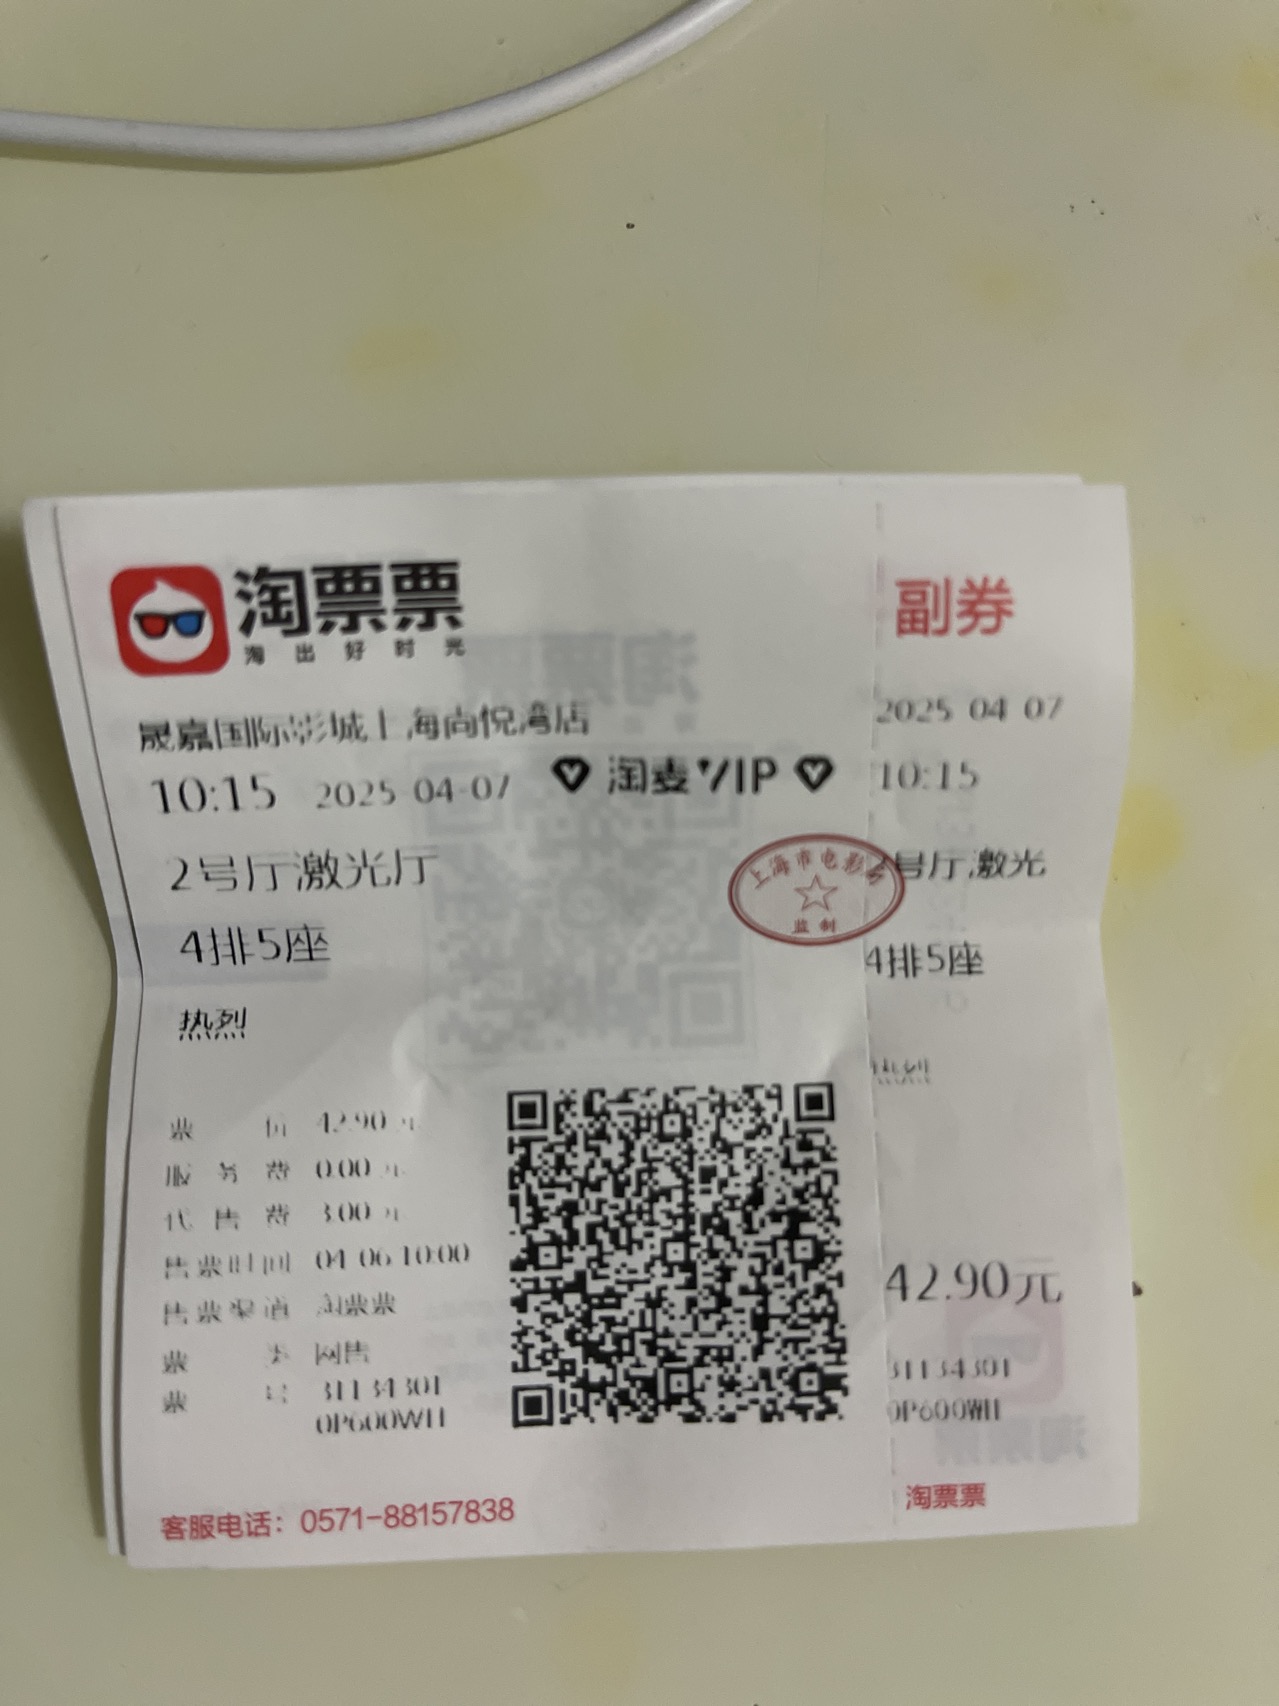 淘票票
淘出好时光
副券
晟嘉国际影城上海尚悦湾店
10:15 2025-04-07 淘麦VIP
2号厅激光厅
4排5座
热烈
上海市电影局
监制
2025-04-07
10:15
2号厅激光
4排5座
热烈
票价 42.90元
服务费 0.00元
代售费 3.00元
售票时间 04-06 10:00
售票渠道 淘票票
票类 网售
票号 31134301
0P600WH
42.90元
31134301
0P600WH
客服电话：0571-88157838
淘票票